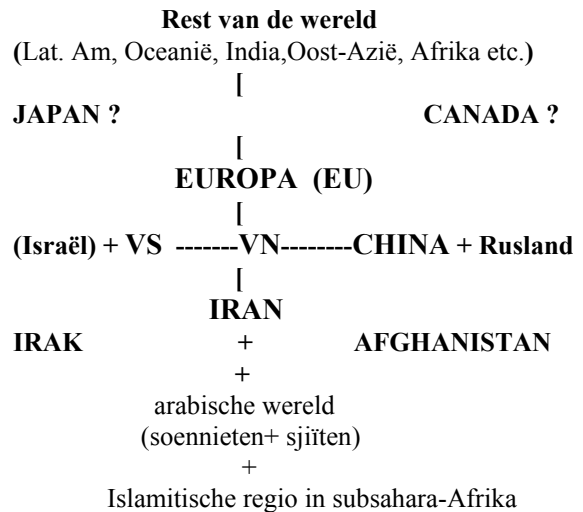 Rest van de wereld
(Lat. Am, Oceanië, India,Oost-Azië, Afrika etc.)
[
JAPAN ? CANADA ?
[
EUROPA (EU)
[
(Israël) + VS -------VN--------CHINA + Rusland
[
IRAN
IRAK + AFGHANISTAN
+
arabische wereld
(soennieten+ sjiïten)
+
Islamitische regio in subsahara-Afrika